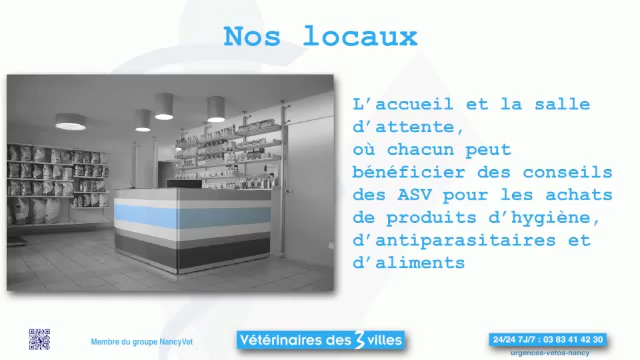 Nos locaux
L'accueil et la salle
d'attente,
où chacun peut
bénéficier des conseils
des ASV pour les achats
de produits d'hygiène,
d'antiparasitaires et
d'aliments
Membre du groupe NancyVet
Vétérinaires des 3 villes
24/24 7J/7 : 03 83 41 42 30
urgences-vetos-nancy